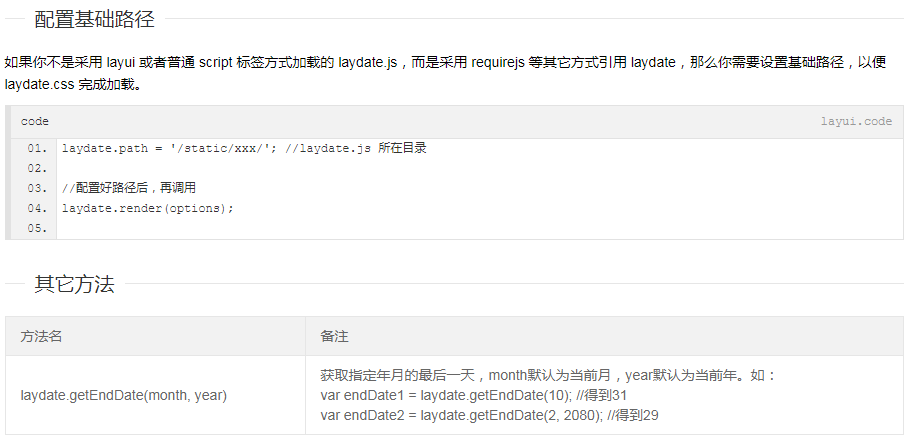 配置基础路径
如果你不是采用 layui 或者普通 script 标签方式加载的 laydate.js，而是采用 requirejs 等其它方式引用 laydate，那么你需要设置基础路径，以便
laydate.css 完成加载。
code layui.code
01. laydate.path = '/static/xxx/'; //laydate.js 所在目录
02.
03. //配置好路径后，再调用
04. laydate.render(options);
05.
其它方法
方法名 备注
获取指定年月的最后一天，month默认为当前月，year默认为当前年。如：
laydate.getEndDate(month, year) var endDate1 = laydate.getEndDate(10); //得到31
var endDate2 = laydate.getEndDate(2, 2080); //得到29